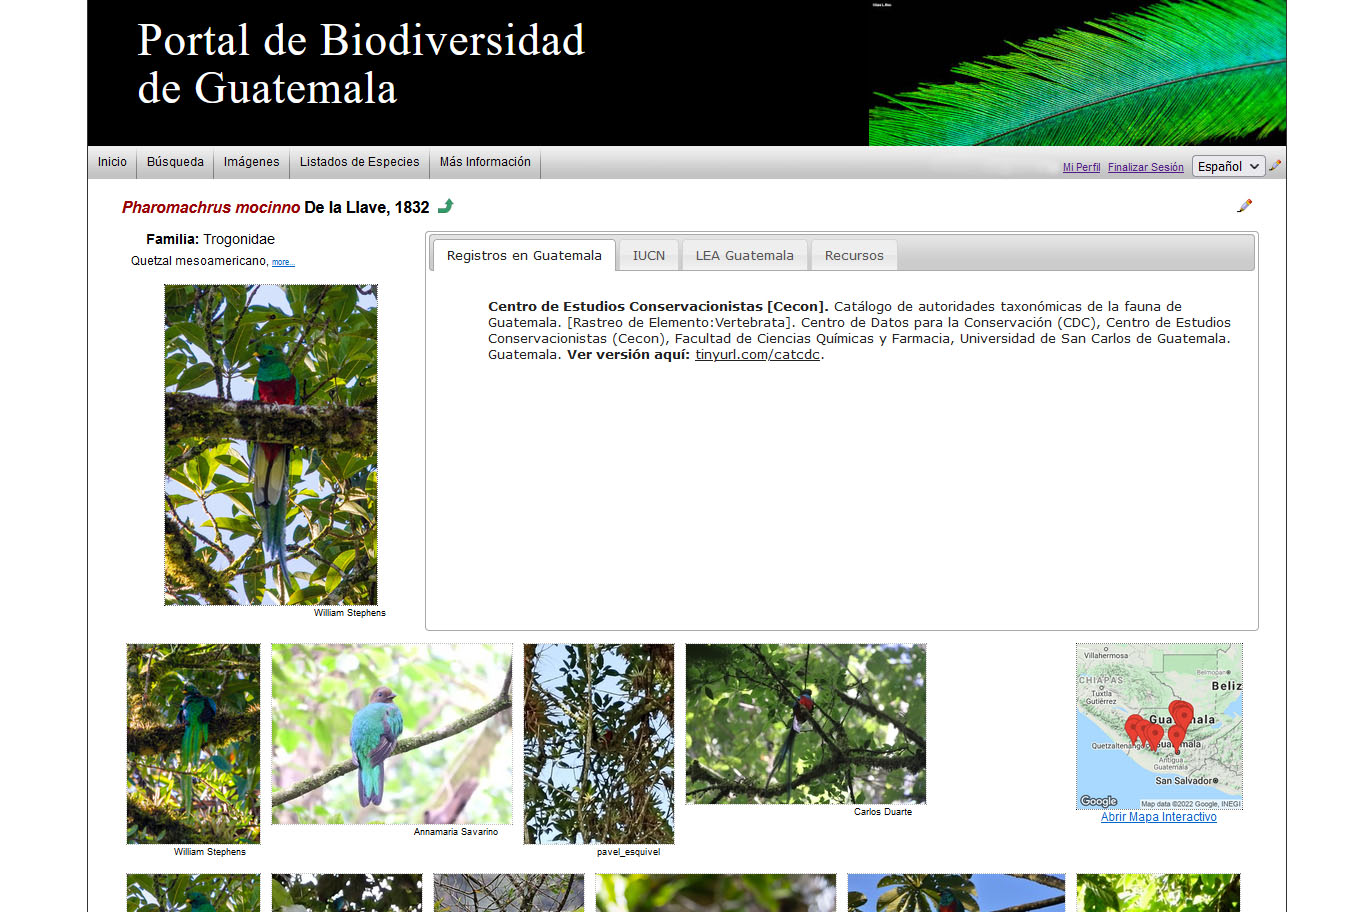 Portal de Biodiversidad
de Guatemala
Inicio
Búsqueda
Imágenes
Listados de Especies
Más Información
Mi Perfil
Finalizar Sesión
Español
Pharomachrus mocinno De la Llave, 1832
Familia: Trogonidae
Quetzal mesoamericano, more...
William Stephens
Registros en Guatemala
IUCN
LEA Guatemala
Recursos
Centro de Estudios Conservacionistas [Cecon]. Catálogo de autoridades taxonómicas de la fauna de
Guatemala. [Rastreo de Elemento:Vertebrata]. Centro de Datos para la Conservación (CDC), Centro de Estudios
Conservacionistas (Cecon), Facultad de Ciencias Químicas y Farmacia, Universidad de San Carlos de Guatemala.
Guatemala. Ver versión aquí: tinyurl.com/catcdc.
William Stephens
Annamaria Savarino
pavel_esquivel
Carlos Duarte
Villahermosa
CHIAPAS
Tuxtla
Gutiérrez
Belmopan
Beliz
Quetzaltenango
Antigua
Guatemala
San Salvador
Google
Map data ©2022 Google, INEGI
Abrir Mapa Interactivo